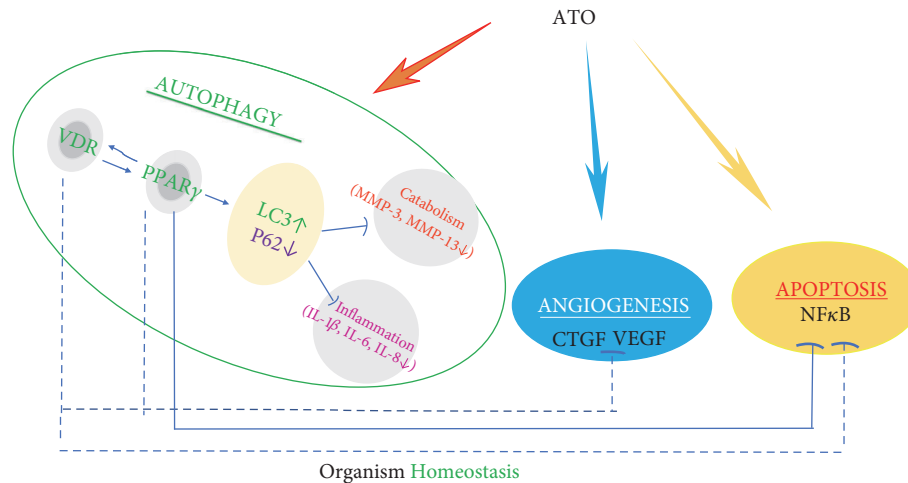 ATO
AUTOPHAGY
VDR
PPARγ
LC3↑
P62↓
Catabolism
(MMP-3, MMP-13↓)
Inflammation
(IL-1β, IL-6, IL-8↓)
ANGIOGENESIS
CTGF VEGF
APOPTOSIS
NFκB
Organism Homeostasis